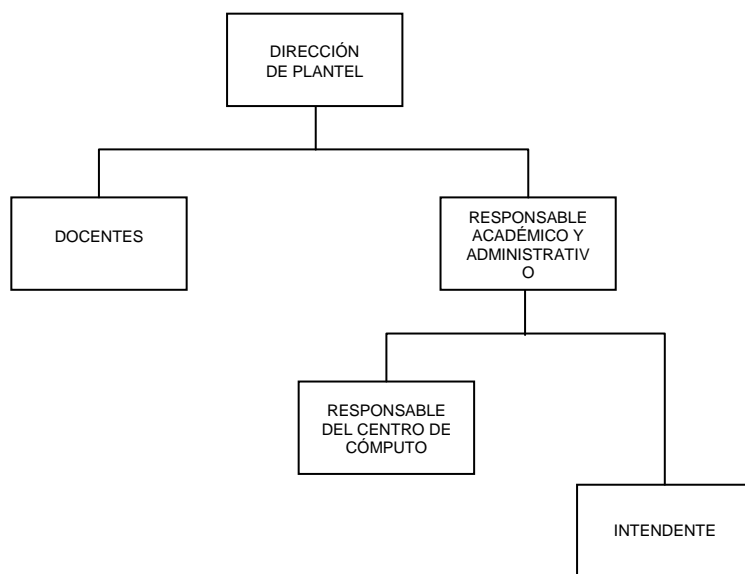 DIRECCIÓN
DE PLANTEL
DOCENTES
RESPONSABLE
ACADÉMICO Y
ADMINISTRATIV
O
RESPONSABLE
DEL CENTRO DE
CÓMPUTO
INTENDENTE